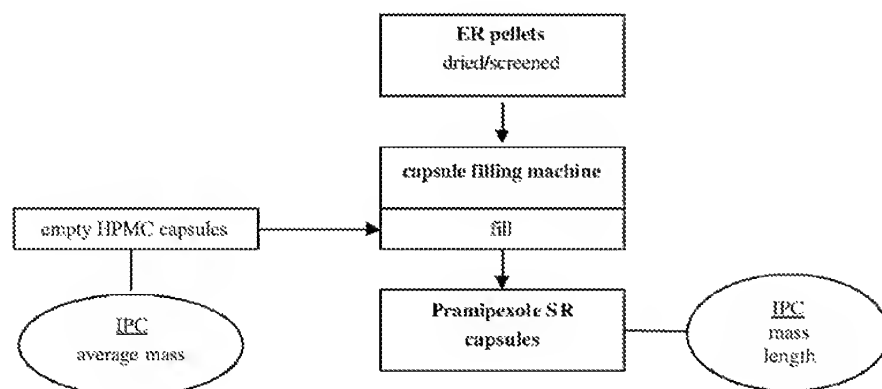 ER pellets
dried/screened
capsule filling machine
empty HPMC capsules
fill
IPC
average mass
Pramipexole SR
capsules
IPC
mass
length